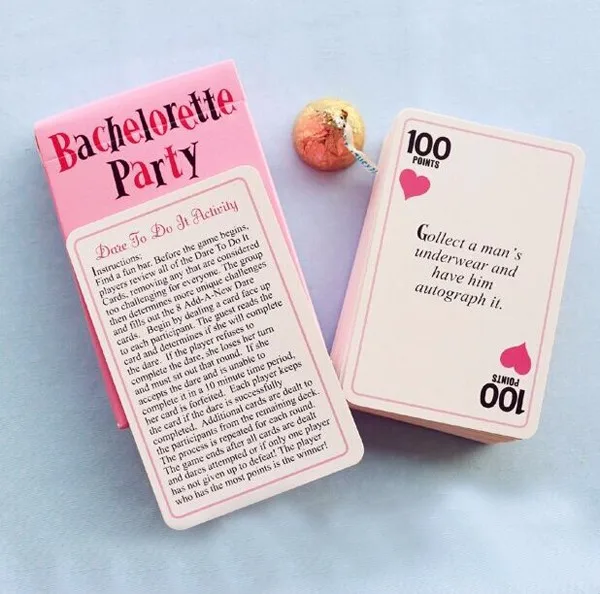 Bachelorette
Party
Dare To Do It Activity
Instructions:
Find a fun bar. Before the game begins,
players review all of the Dare To Do It
Cards, removing any that are considered
too challenging for everyone. The group
then determines more unique challenges
and fills out the 8 Add-A-New Dare
cards. Begin by dealing a card face up
to each participant. The guest reads the
card and determines if she will complete
the dare. If the player refuses to
complete the dare, she loses her turn
and must sit out that round. If she
accepts the dare and is unable to
complete it in a 10 minute time period,
her card is forfeited. Each player keeps
the card if the dare is successfully
completed. Additional cards are dealt to
the participants from the remaining deck.
The process is repeated for each round.
The game ends after all cards are dealt
and dares attempted or if only one player
has not given up to defeat! The player
who has the most points is the winner!
100
POINTS
Gollect a man's
underwear and
have him
autograph it.
100
POINTS